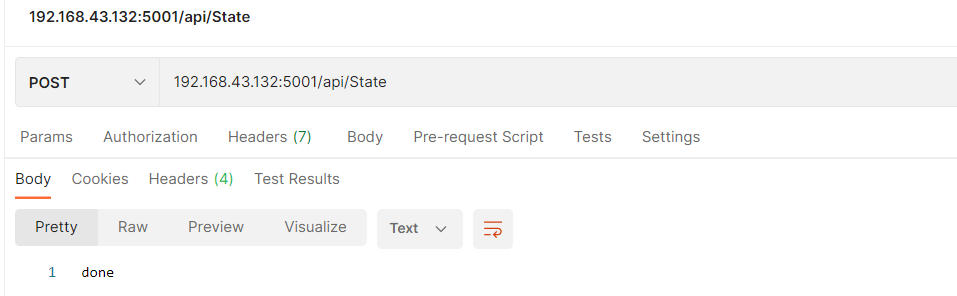 192.168.43.132:5001/api/State
POST 192.168.43.132:5001/api/State
Params Authorization Headers (7) Body Pre-request Script Tests Settings
Body Cookies Headers (4) Test Results
Pretty Raw Preview Visualize Text
1 done